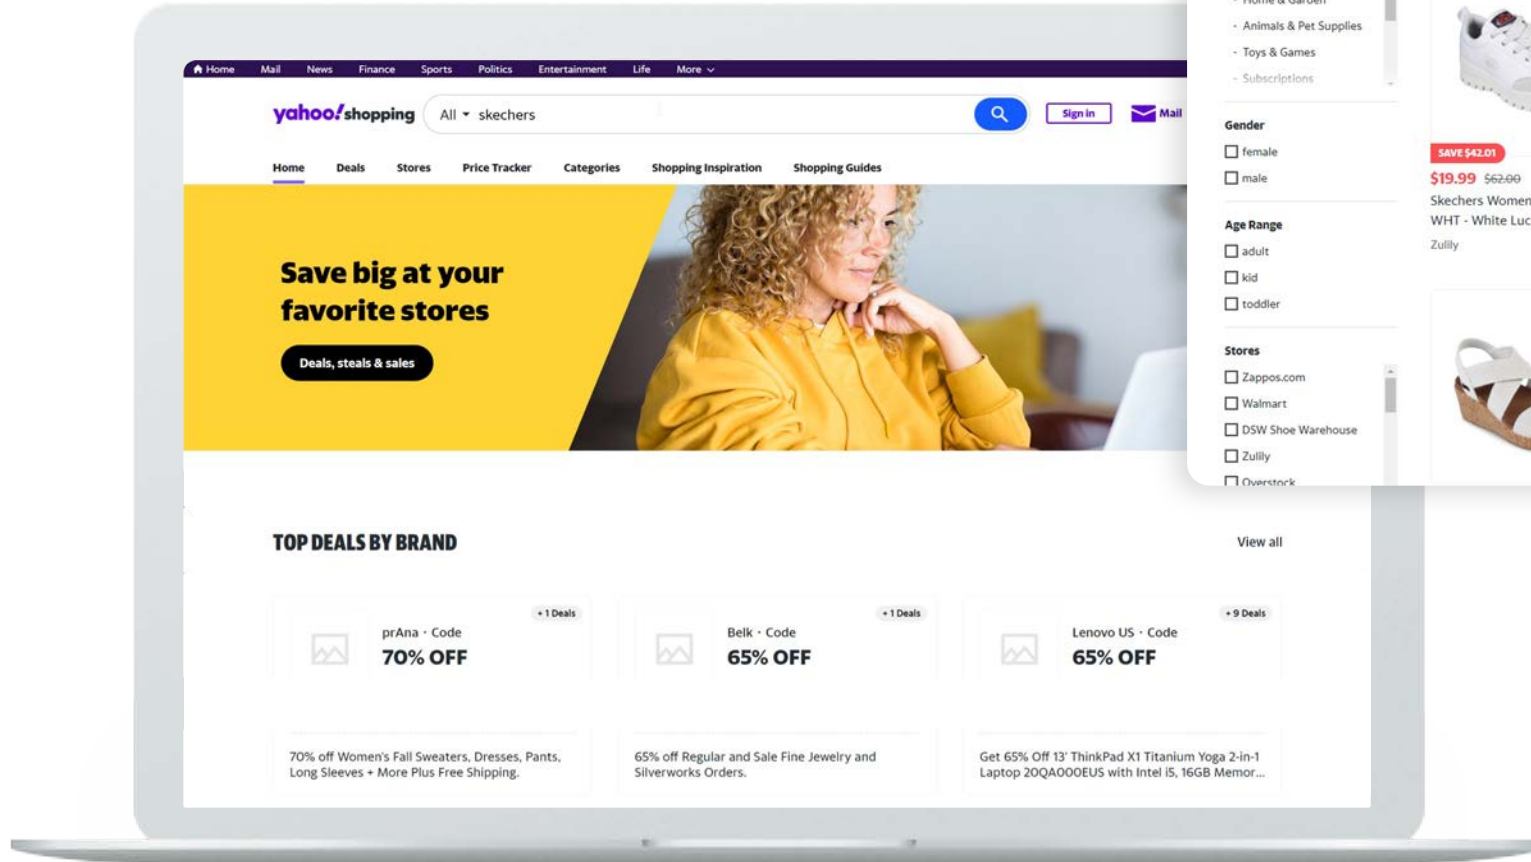 Home Mail News Finance Sports Politics Entertainment Life More
yahoo!shopping All skechers Sign in Mail
Home Deals Stores Price Tracker Categories Shopping Inspiration Shopping Guides
Save big at your
favorite stores
Deals, steals & sales
TOP DEALS BY BRAND View all
+ 1 Deals
prAna · Code
70% OFF
70% off Women's Fall Sweaters, Dresses, Pants,
Long Sleeves + More Plus Free Shipping.
+ 1 Deals
Belk · Code
65% OFF
65% off Regular and Sale Fine Jewelry and
Silverworks Orders.
+ 9 Deals
Lenovo US · Code
65% OFF
Get 65% Off 13' ThinkPad X1 Titanium Yoga 2-in-1
Laptop 20QA000EUS with Intel i5, 16GB Memor...
- Home & Garden
- Animals & Pet Supplies
- Toys & Games
- Subscriptions
Gender
female
male
Age Range
adult
kid
toddler
Stores
Zappos.com
Walmart
DSW Shoe Warehouse
Zulily
Overstock
SAVE $42.01
$19.99 $62.00
Skechers Women
WHT - White Luc
Zulily